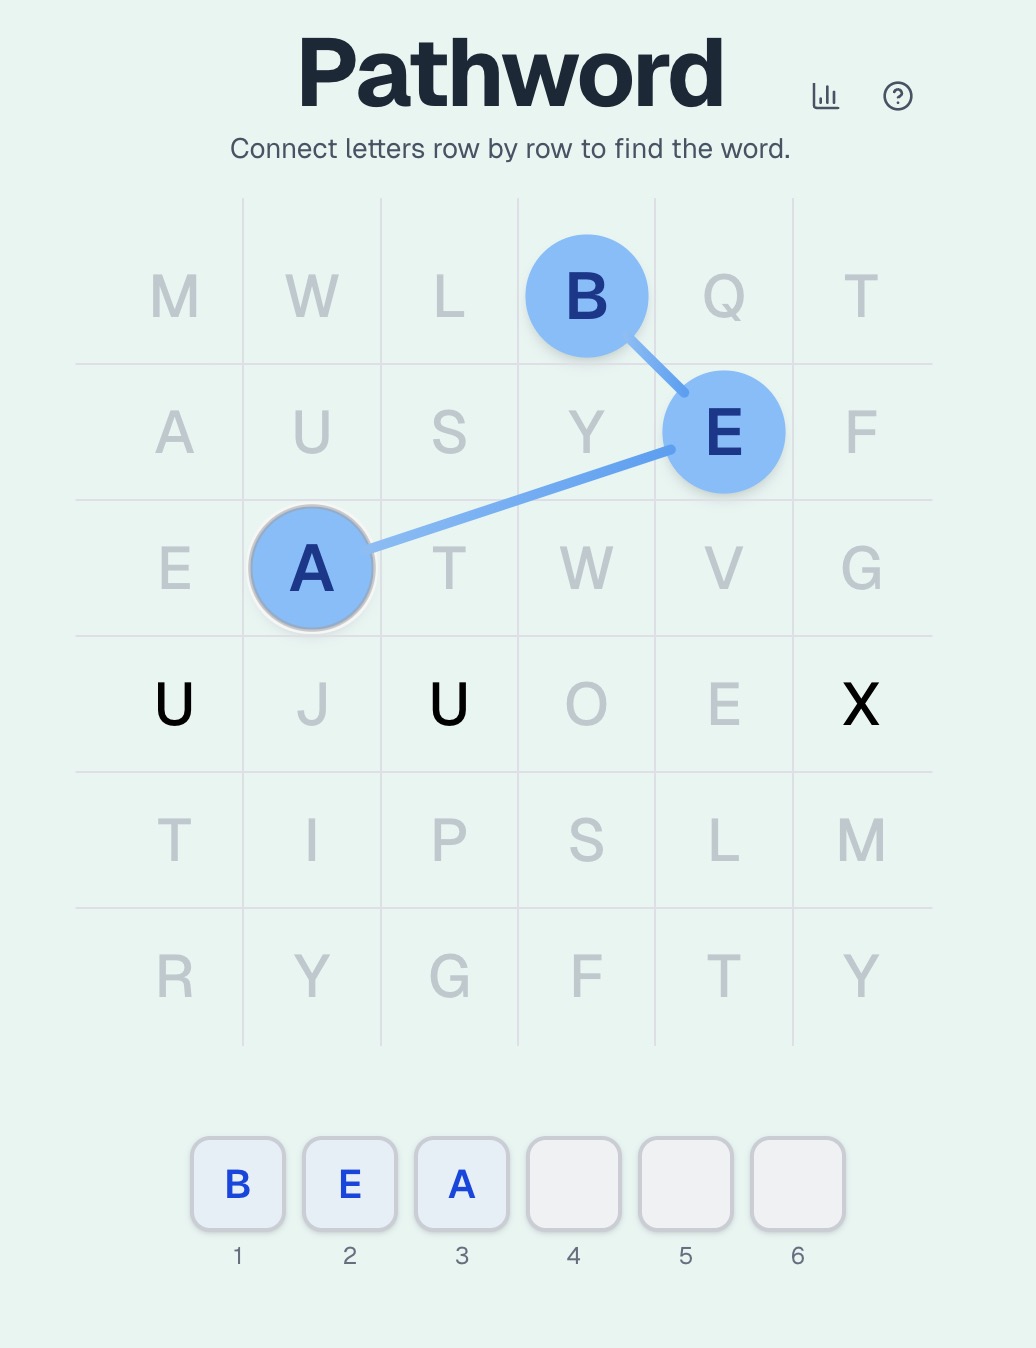 Pathword
Connect letters row by row to find the word.
M W L B Q T
A U S Y E F
E A T W V G
U J U O E X
T I P S L M
R Y G F T Y
B E A
1 2 3 4 5 6